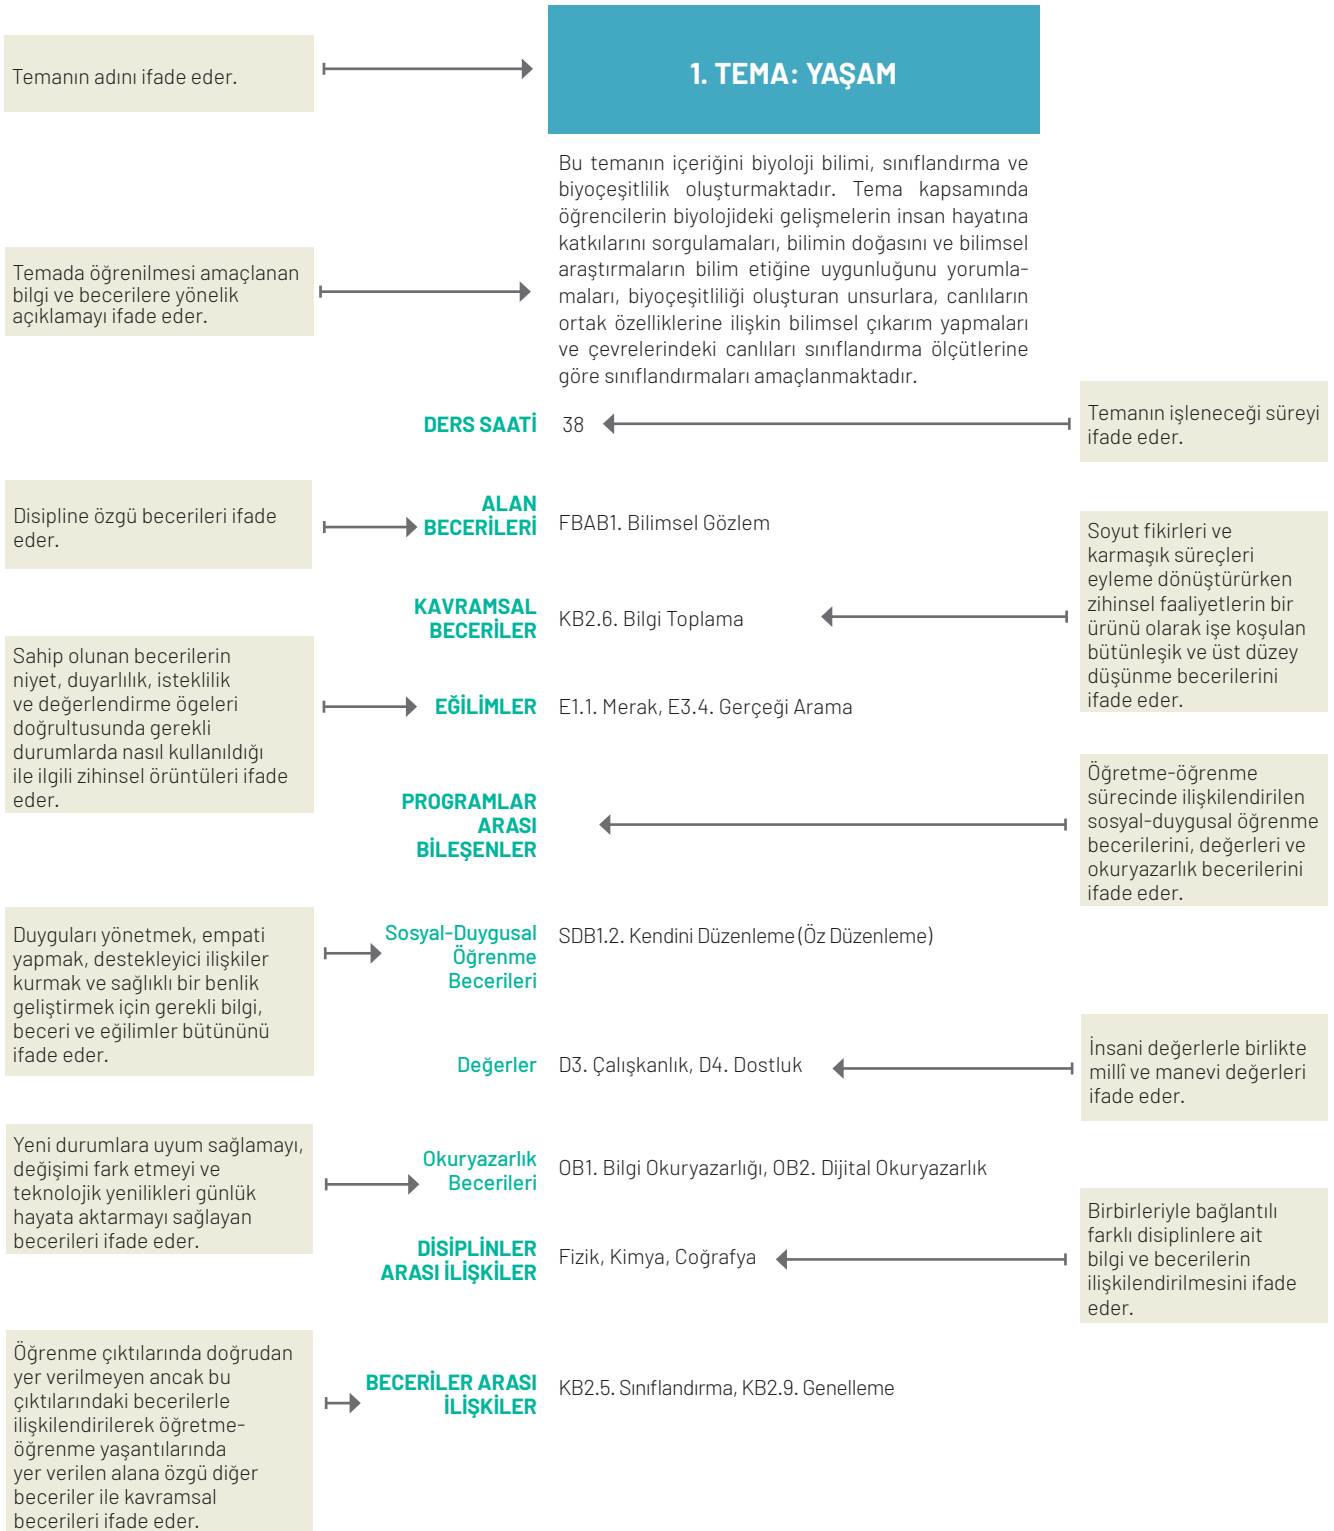 Temanın adını ifade eder.
1. TEMA: YAŞAM
Bu temanın içeriğini biyoloji bilimi, sınıflandırma ve
biyoçeşitlilik oluşturmaktadır. Tema kapsamında
öğrencilerin biyolojideki gelişmelerin insan hayatına
katkılarını sorgulamaları, bilimin doğasını ve bilimsel
araştırmaların bilim etiğine uygunluğunu yorumla-
maları, biyoçeşitliliği oluşturan unsurlara, canlıların
ortak özelliklerine ilişkin bilimsel çıkarım yapmaları
ve çevrelerindeki canlıları sınıflandırma ölçütlerine
göre sınıflandırmaları amaçlanmaktadır.
Temada öğrenilmesi amaçlanan
bilgi ve becerilere yönelik
açıklamayı ifade eder.
DERS SAATİ
38
Temanın işleneceği süreyi
ifade eder.
Disipline özgü becerileri ifade
eder.
ALAN
BECERİLERİ
FBAB1. Bilimsel Gözlem
KAVRAMSAL
BECERİLER
KB2.6. Bilgi Toplama
Soyut fikirleri ve
karmaşık süreçleri
eyleme dönüştürürken
zihinsel faaliyetlerin bir
ürünü olarak işe koşulan
bütünleşik ve üst düzey
düşünme becerilerini
ifade eder.
Sahip olunan becerilerin
niyet, duyarlılık, isteklilik
ve değerlendirme ögeleri
doğrultusunda gerekli
durumlarda nasıl kullanıldığı
ile ilgili zihinsel örüntüleri ifade
eder.
EĞİLİMLER
E1.1. Merak, E3.4. Gerçeği Arama
PROGRAMLAR
ARASI
BİLEŞENLER
Öğretme-öğrenme
sürecinde ilişkilendirilen
sosyal-duygusal öğrenme
becerilerini, değerleri ve
okuryazarlık becerilerini
ifade eder.
Duyguları yönetmek, empati
yapmak, destekleyici ilişkiler
kurmak ve sağlıklı bir benlik
geliştirmek için gerekli bilgi,
beceri ve eğilimler bütününü
ifade eder.
Sosyal-Duygusal
Öğrenme
Becerileri
SDB1.2. Kendini Düzenleme (Öz Düzenleme)
Değerler
D3. Çalışkanlık, D4. Dostluk
İnsani değerlerle birlikte
millî ve manevi değerleri
ifade eder.
Yeni durumlara uyum sağlamayı,
değişimi fark etmeyi ve
teknolojik yenilikleri günlük
hayata aktarmayı sağlayan
becerileri ifade eder.
Okuryazarlık
Becerileri
OB1. Bilgi Okuryazarlığı, OB2. Dijital Okuryazarlık
DİSİPLİNLER
ARASI İLİŞKİLER
Fizik, Kimya, Coğrafya
Birbirleriyle bağlantılı
farklı disiplinlere ait
bilgi ve becerilerin
ilişkilendirilmesini ifade
eder.
Öğrenme çıktılarında doğrudan
yer verilmeyen ancak bu
çıktılarındaki becerilerle
ilişkilendirilerek öğretme-
öğrenme yaşantılarında
yer verilen alana özgü diğer
beceriler ile kavramsal
becerileri ifade eder.
BECERİLER ARASI
İLİŞKİLER
KB2.5. Sınıflandırma, KB2.9. Genelleme